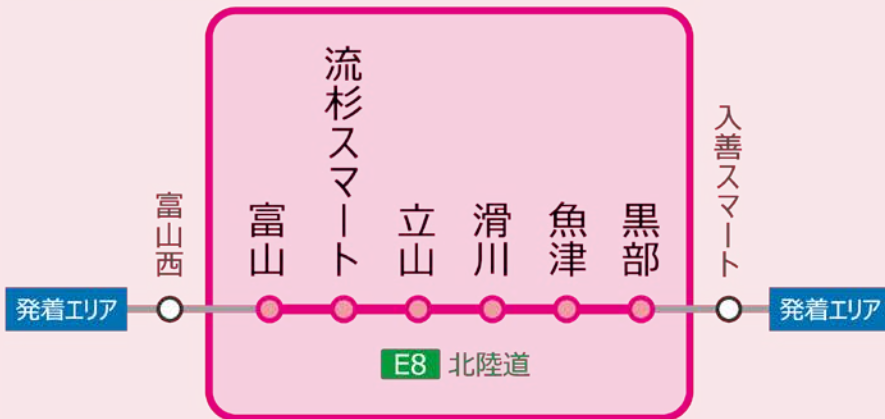 発着エリア
富山西
富山
流杉スマート
立山
滑川
魚津
黒部
入善スマート
発着エリア
E8 北陸道